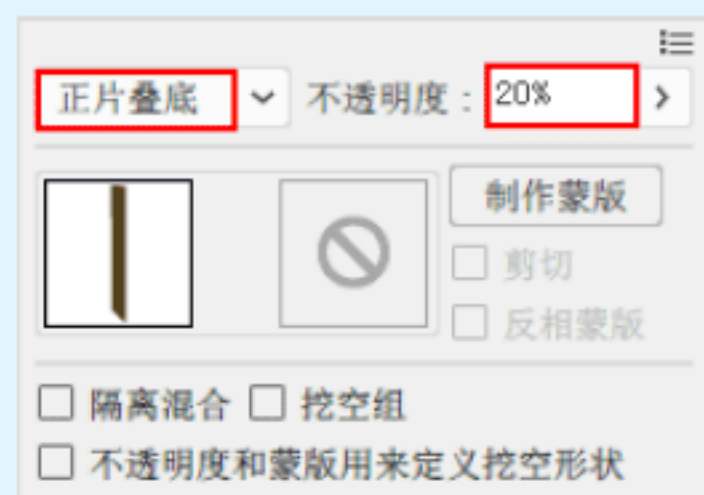 正片叠底 不透明度： 20%
制作蒙版
剪切
反相蒙版
隔离混合 挖空组
不透明度和蒙版用来定义挖空形状